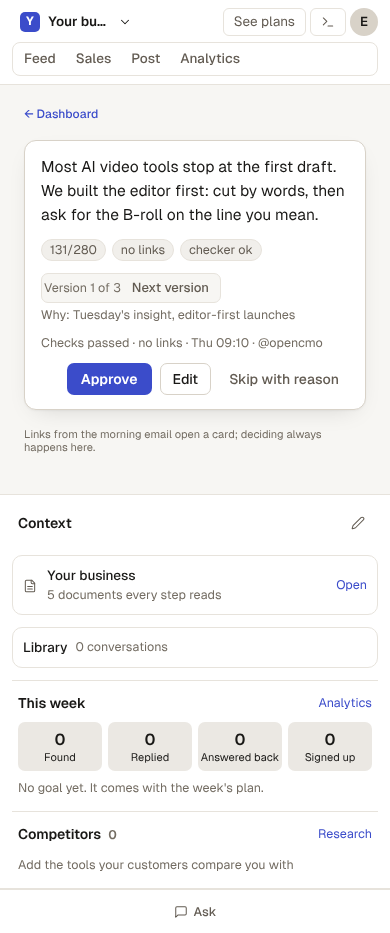 Y Your bu... See plans E
Feed Sales Post Analytics
← Dashboard
Most AI video tools stop at the first draft.
We built the editor first: cut by words, then
ask for the B-roll on the line you mean.
131/280 no links checker ok
Version 1 of 3 Next version
Why: Tuesday's insight, editor-first launches
Checks passed · no links · Thu 09:10 · @opencmo
Approve Edit Skip with reason
Links from the morning email open a card; deciding always
happens here.
Context
Your business
5 documents every step reads
Open
Library 0 conversations
This week Analytics
0 0 0 0
Found Replied Answered back Signed up
No goal yet. It comes with the week's plan.
Competitors 0 Research
Add the tools your customers compare you with
Ask